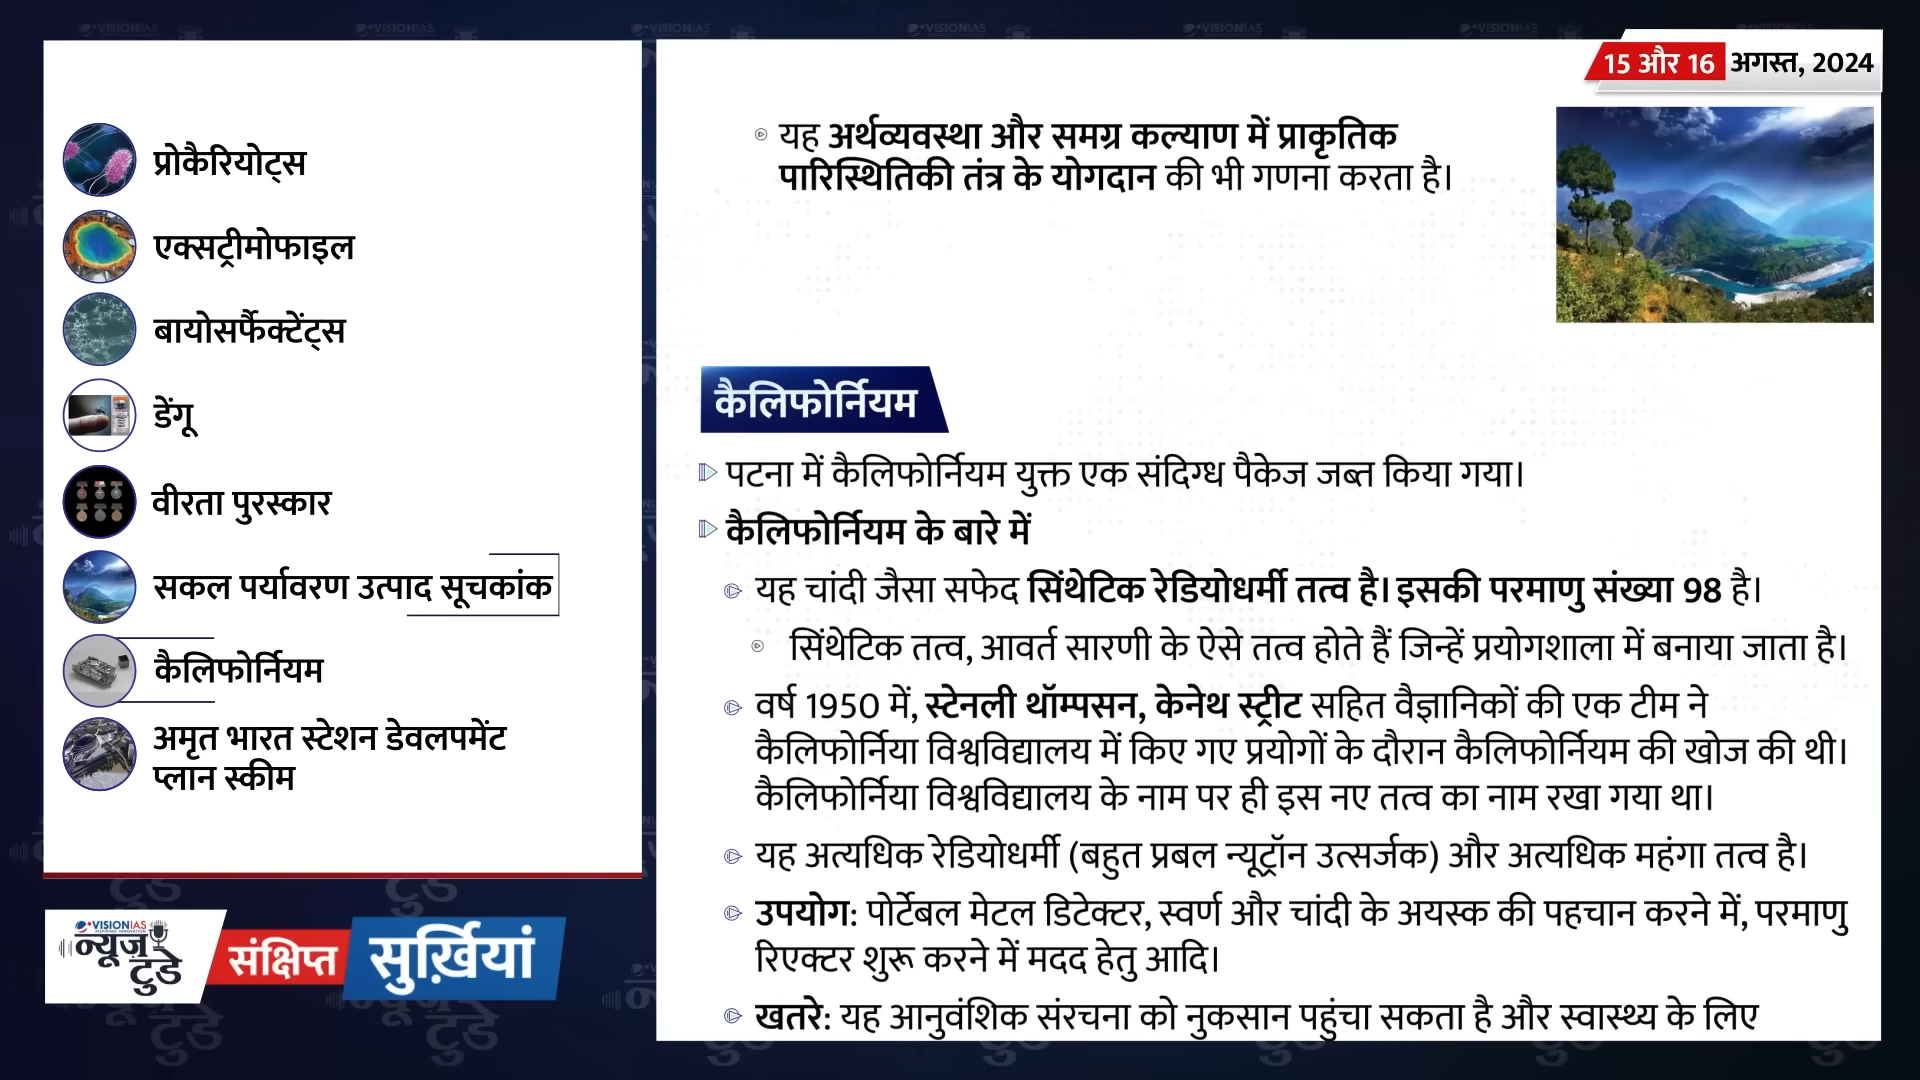 15 और 16 अगस्त, 2024
प्रोकैरियोट्स
एक्सट्रीमोफाइल
बायोसर्फैक्टेंट्स
डेंगू
वीरता पुरस्कार
सकल पर्यावरण उत्पाद सूचकांक
कैलिफोर्नियम
अमृत भारत स्टेशन डेवलपमेंट
प्लान स्कीम
VISIONIAS
INSPIRING INNOVATION
न्यूज़
टुडे
संक्षिप्त सुर्ख़ियां
यह अर्थव्यवस्था और समग्र कल्याण में प्राकृतिक
पारिस्थितिकी तंत्र के योगदान की भी गणना करता है।
कैलिफोर्नियम
पटना में कैलिफोर्नियम युक्त एक संदिग्ध पैकेज जब्त किया गया।
कैलिफोर्नियम के बारे में
यह चांदी जैसा सफेद सिंथेटिक रेडियोधर्मी तत्व है। इसकी परमाणु संख्या 98 है।
सिंथेटिक तत्व, आवर्त सारणी के ऐसे तत्व होते हैं जिन्हें प्रयोगशाला में बनाया जाता है।
वर्ष 1950 में, स्टेनली थॉम्पसन, केनेथ स्ट्रीट सहित वैज्ञानिकों की एक टीम ने
कैलिफोर्निया विश्वविद्यालय में किए गए प्रयोगों के दौरान कैलिफोर्नियम की खोज की थी।
कैलिफोर्निया विश्वविद्यालय के नाम पर ही इस नए तत्व का नाम रखा गया था।
यह अत्यधिक रेडियोधर्मी (बहुत प्रबल न्यूट्रॉन उत्सर्जक) और अत्यधिक महंगा तत्व है।
उपयोग: पोर्टेबल मेटल डिटेक्टर, स्वर्ण और चांदी के अयस्क की पहचान करने में, परमाणु
रिएक्टर शुरू करने में मदद हेतु आदि।
खतरे: यह आनुवंशिक संरचना को नुकसान पहुंचा सकता है और स्वास्थ्य के लिए